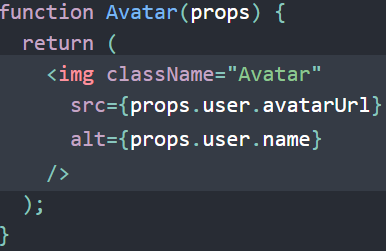 function Avatar(props) {
  return (
    <img className="Avatar"
      src={props.user.avatarUrl}
      alt={props.user.name}
    />
  );
}